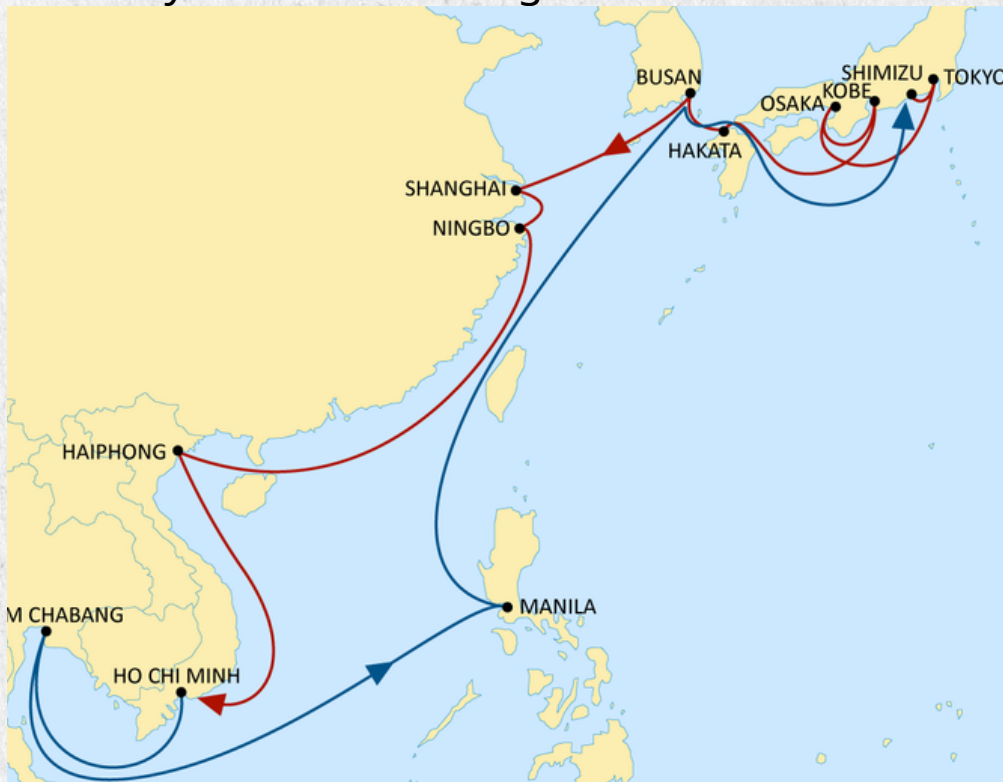 BUSAN
SHIMIZU
TOKYO
KOBE
OSAKA
HAKATA
SHANGHAI
NINGBO
HAIPHONG
MANILA
M CHABANG
HO CHI MINH